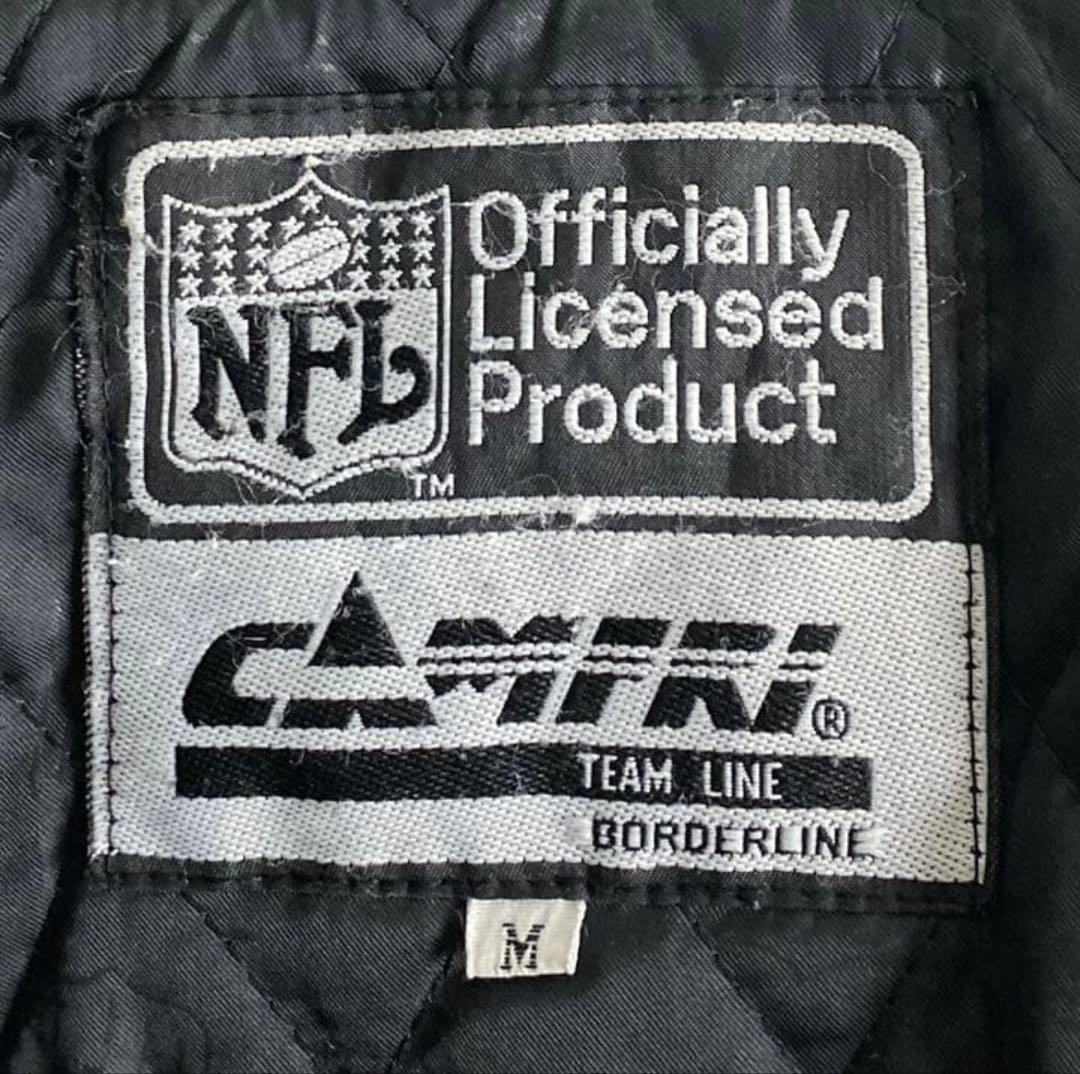 NFL
TM
Officially
Licensed
Product
CAMPRI®
TEAM LINE
BORDERLINE
M